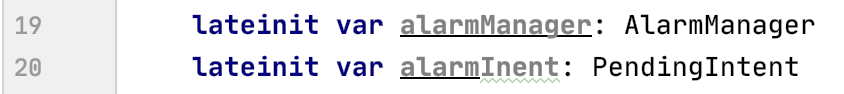 19 lateinit var alarmManager: AlarmManager
20 lateinit var alarmInent: PendingIntent